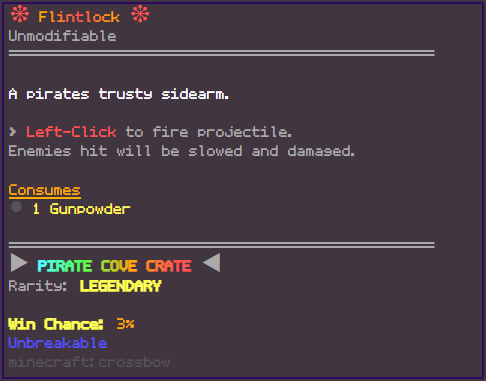 ❇ Flintlock ❇
Unmodifiable
A pirates trusty sidearm.
> Left-Click to fire projectile.
Enemies hit will be slowed and damaged.
Consumes
● 1 Gunpowder
▶ PIRATE COVE CRATE ◀
Rarity: LEGENDARY
Win Chance: 3%
Unbreakable
minecraft:crossbow